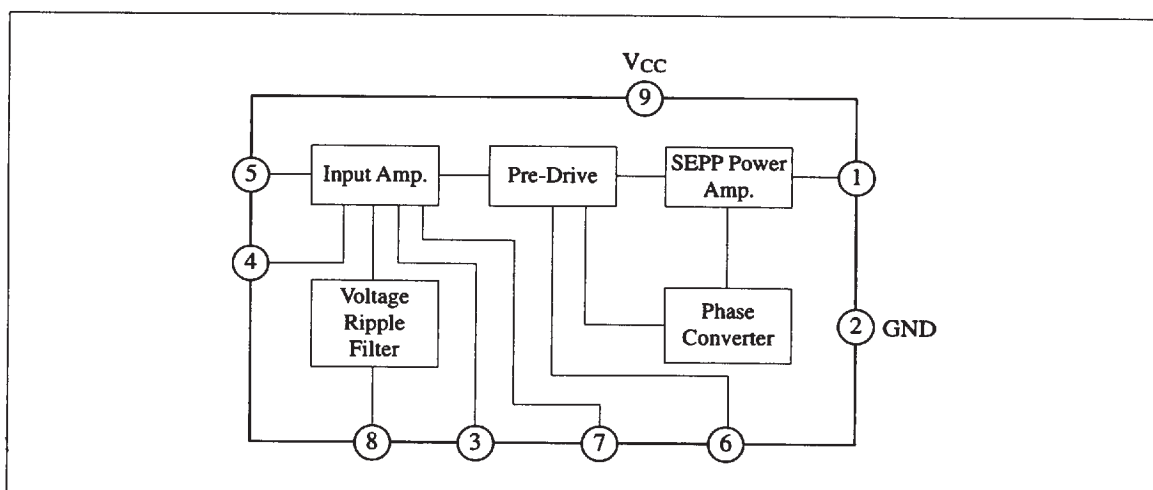 VCC
9
5
Input Amp.
Pre-Drive
SEPP Power
Amp.
1
4
Voltage
Ripple
Filter
Phase
Converter
2 GND
8
3
7
6